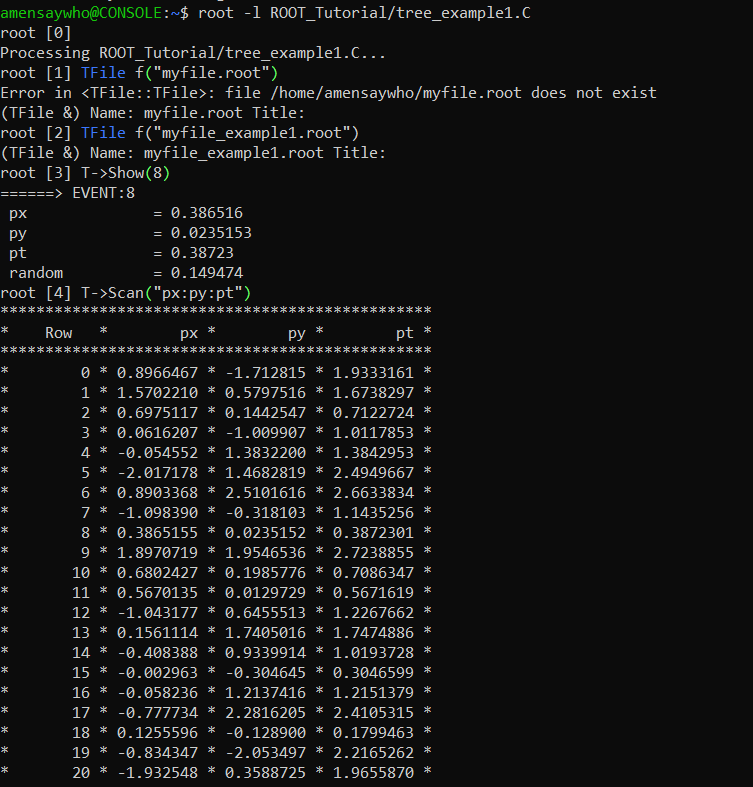 amensaywho@CONSOLE:~$ root -l ROOT_Tutorial/tree_example1.C
root [0]
Processing ROOT_Tutorial/tree_example1.C...
root [1] TFile f("myfile.root")
Error in <TFile::TFile>: file /home/amensaywho/myfile.root does not exist
(TFile &) Name: myfile.root Title:
root [2] TFile f("myfile_example1.root")
(TFile &) Name: myfile_example1.root Title:
root [3] T->Show(8)
======> EVENT:8
 px              = 0.386516
 py              = 0.0235153
 pt              = 0.38723
 random          = 0.149474
root [4] T->Scan("px:py:pt")
************************************************
*    Row   *        px *        py *        pt *
************************************************
*        0 * 0.8966467 * -1.712815 * 1.9333161 *
*        1 * 1.5702210 * 0.5797516 * 1.6738297 *
*        2 * 0.6975117 * 0.1442547 * 0.7122724 *
*        3 * 0.0616207 * -1.009907 * 1.0117853 *
*        4 * -0.054552 * 1.3832200 * 1.3842953 *
*        5 * -2.017178 * 1.4682819 * 2.4949667 *
*        6 * 0.8903368 * 2.5101616 * 2.6633834 *
*        7 * -1.098390 * -0.318103 * 1.1435256 *
*        8 * 0.3865155 * 0.0235152 * 0.3872301 *
*        9 * 1.8970719 * 1.9546536 * 2.7238855 *
*       10 * 0.6802427 * 0.1985776 * 0.7086347 *
*       11 * 0.5670135 * 0.0129729 * 0.5671619 *
*       12 * -1.043177 * 0.6455513 * 1.2267662 *
*       13 * 0.1561114 * 1.7405016 * 1.7474886 *
*       14 * -0.408388 * 0.9339914 * 1.0193728 *
*       15 * -0.002963 * -0.304645 * 0.3046599 *
*       16 * -0.058236 * 1.2137416 * 1.2151379 *
*       17 * -0.777734 * 2.2816205 * 2.4105315 *
*       18 * 0.1255596 * -0.128900 * 0.1799463 *
*       19 * -0.834347 * -2.053497 * 2.2165262 *
*       20 * -1.932548 * 0.3588725 * 1.9655870 *